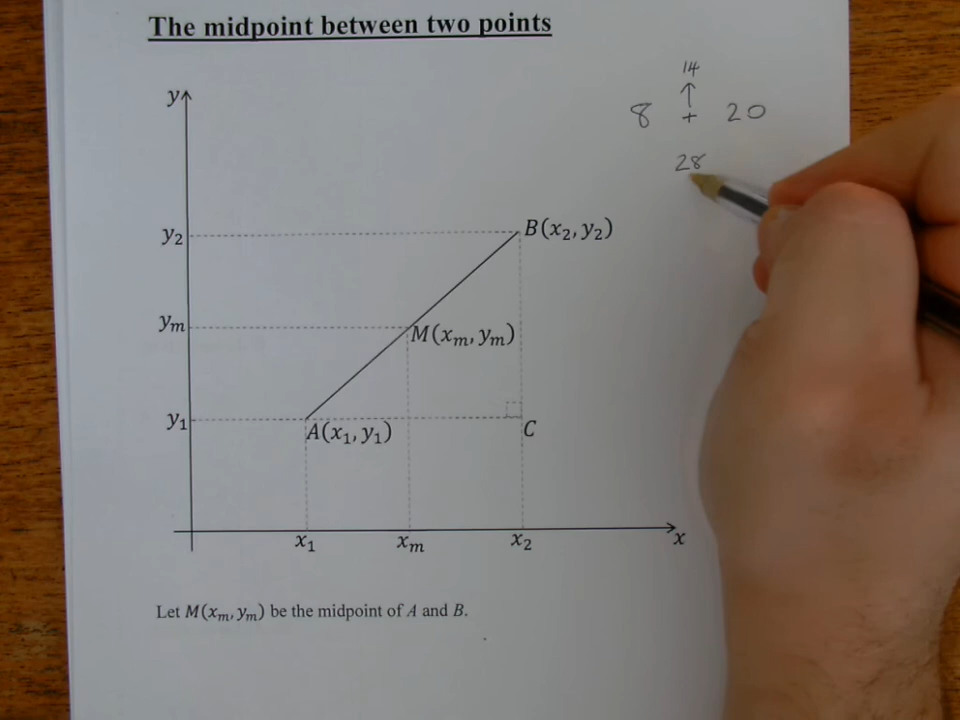 The midpoint between two points
14
↑
8 + 20
28
y
y₂
B(x₂, y₂)
yₘ
M(xₘ, yₘ)
y₁
A(x₁, y₁)
C
x₁ xₘ x₂ x
Let M(xₘ, yₘ) be the midpoint of A and B.